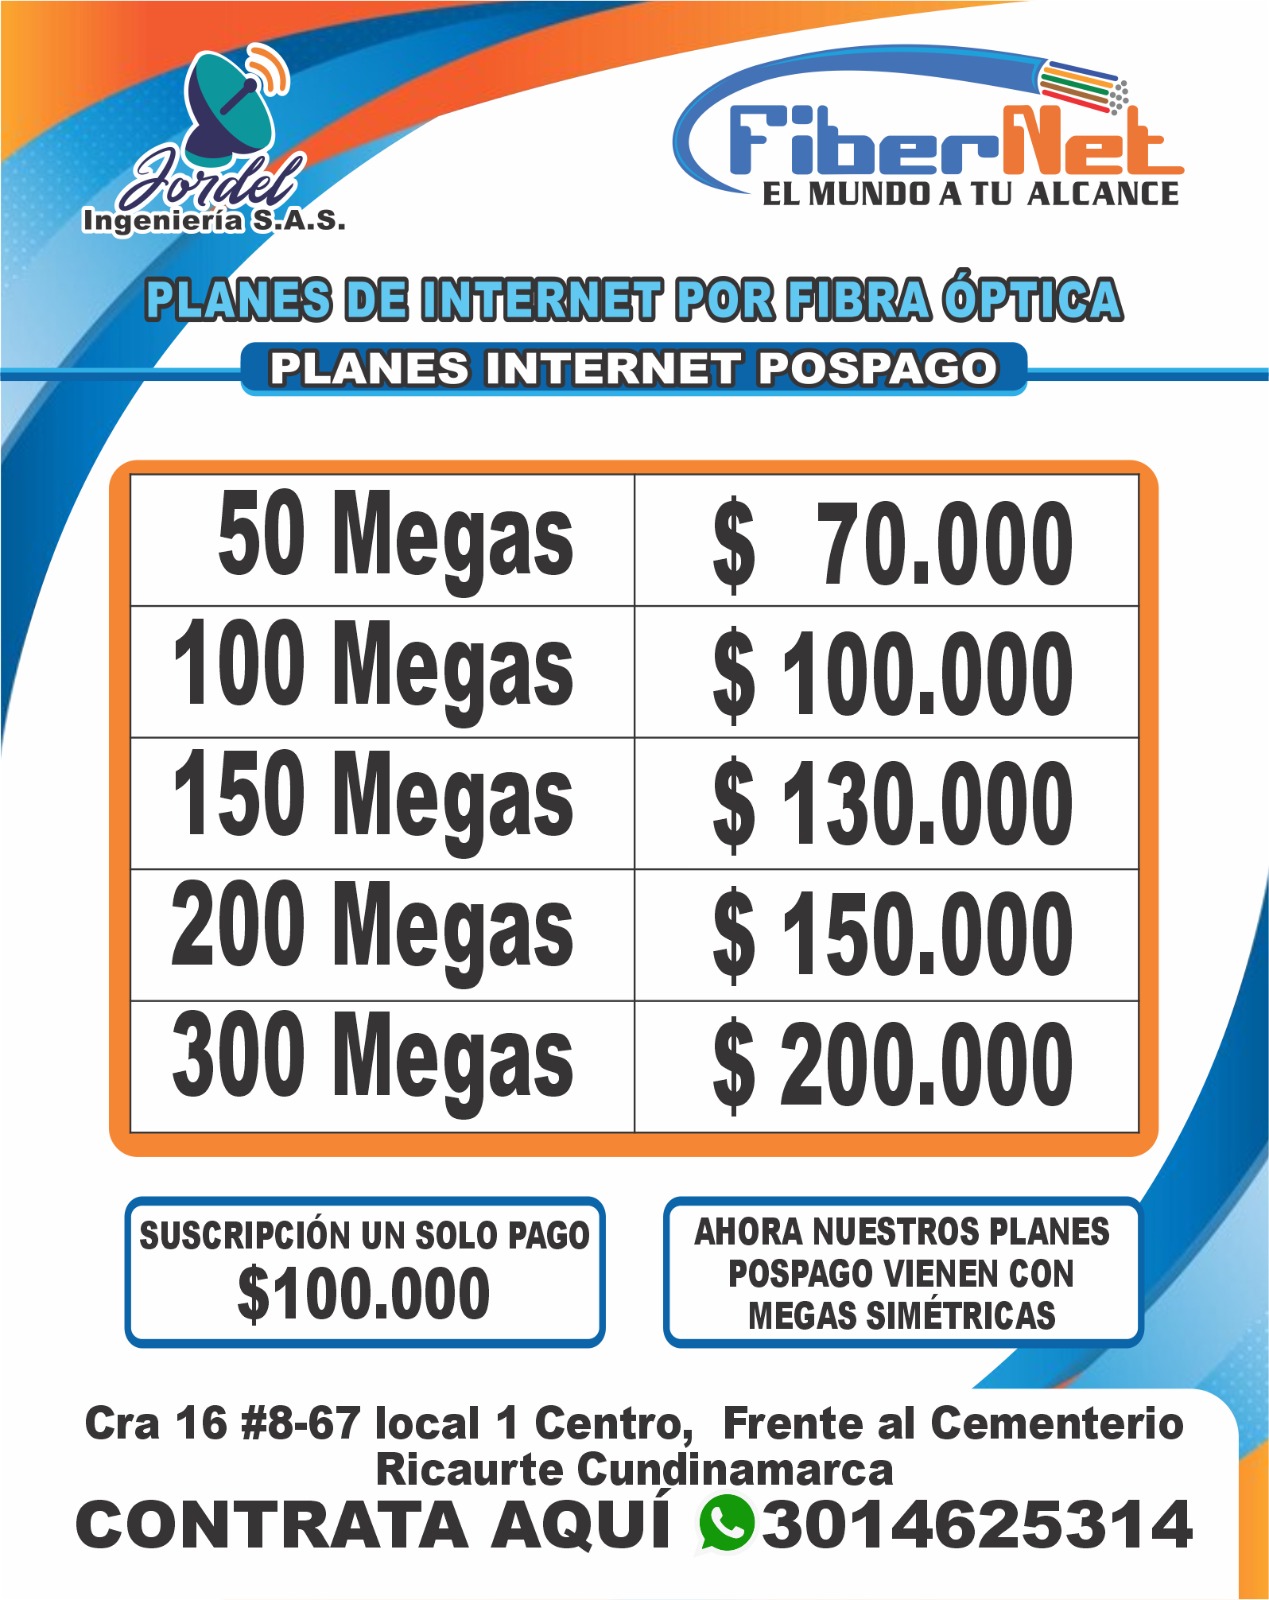 Jordel
Ingeniería S.A.S.
FiberNet
EL MUNDO A TU ALCANCE
PLANES DE INTERNET POR FIBRA ÓPTICA
PLANES INTERNET POSPAGO
50 Megas $ 70.000
100 Megas $ 100.000
150 Megas $ 130.000
200 Megas $ 150.000
300 Megas $ 200.000
SUSCRIPCIÓN UN SOLO PAGO
$100.000
AHORA NUESTROS PLANES
POSPAGO VIENEN CON
MEGAS SIMÉTRICAS
Cra 16 #8-67 local 1 Centro, Frente al Cementerio
Ricaurte Cundinamarca
CONTRATA AQUÍ 3014625314